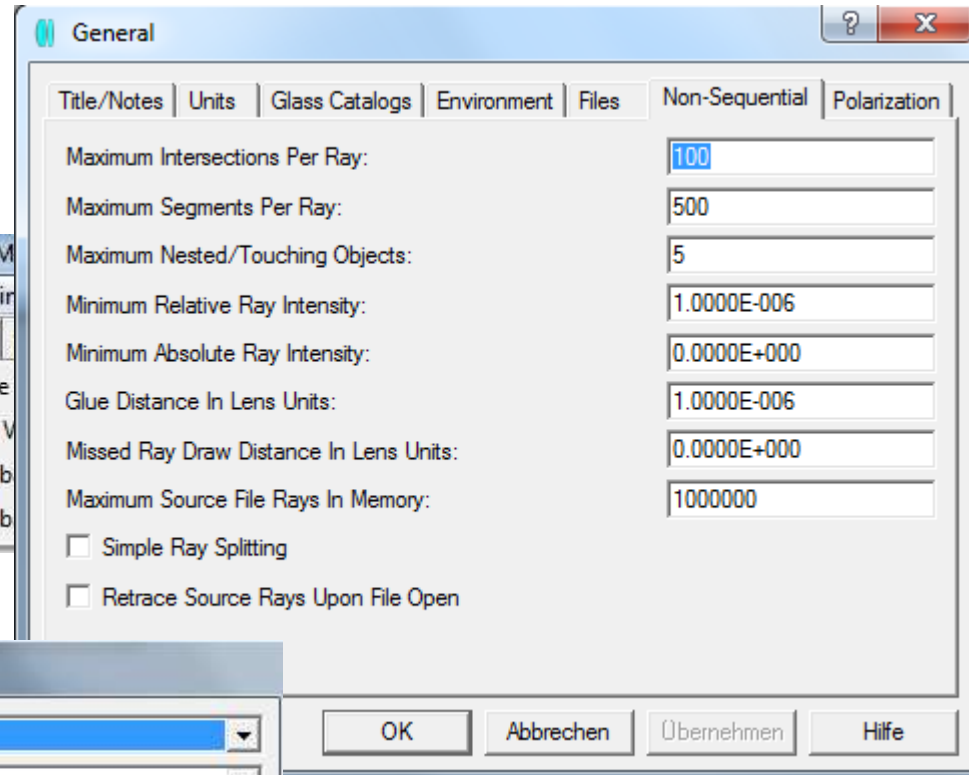 General
Title/Notes Units Glass Catalogs Environment Files Non-Sequential Polarization
Maximum Intersections Per Ray: 100
Maximum Segments Per Ray: 500
Maximum Nested/Touching Objects: 5
Minimum Relative Ray Intensity: 1.0000E-006
Minimum Absolute Ray Intensity: 0.0000E+000
Glue Distance In Lens Units: 1.0000E-006
Missed Ray Draw Distance In Lens Units: 0.0000E+000
Maximum Source File Rays In Memory: 1000000
Simple Ray Splitting
Retrace Source Rays Upon File Open
OK Abbrechen Übernehmen Hilfe